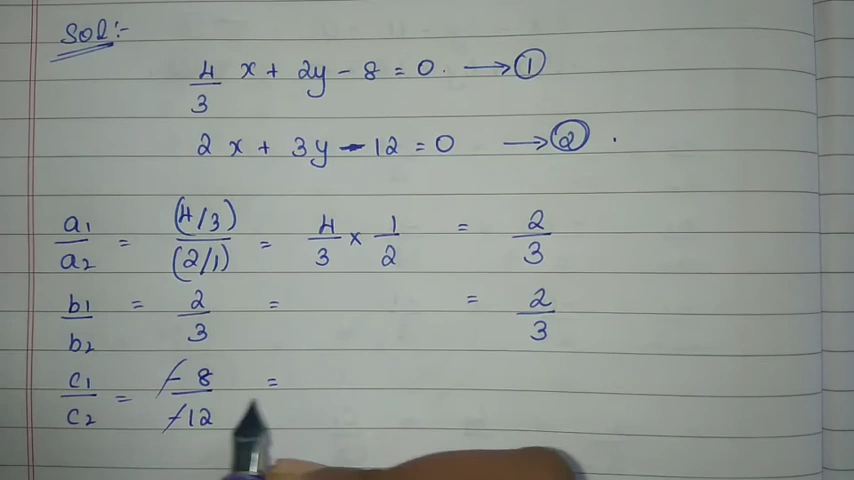 Sol:-
4/3 x + 2y - 8 = 0. → ①
2x + 3y - 12 = 0 → ② .
a1/a2 = (4/3)/(2/1) = 4/3 × 1/2 = 2/3
b1/b2 = 2/3 = = 2/3
c1/c2 = -8/-12 =